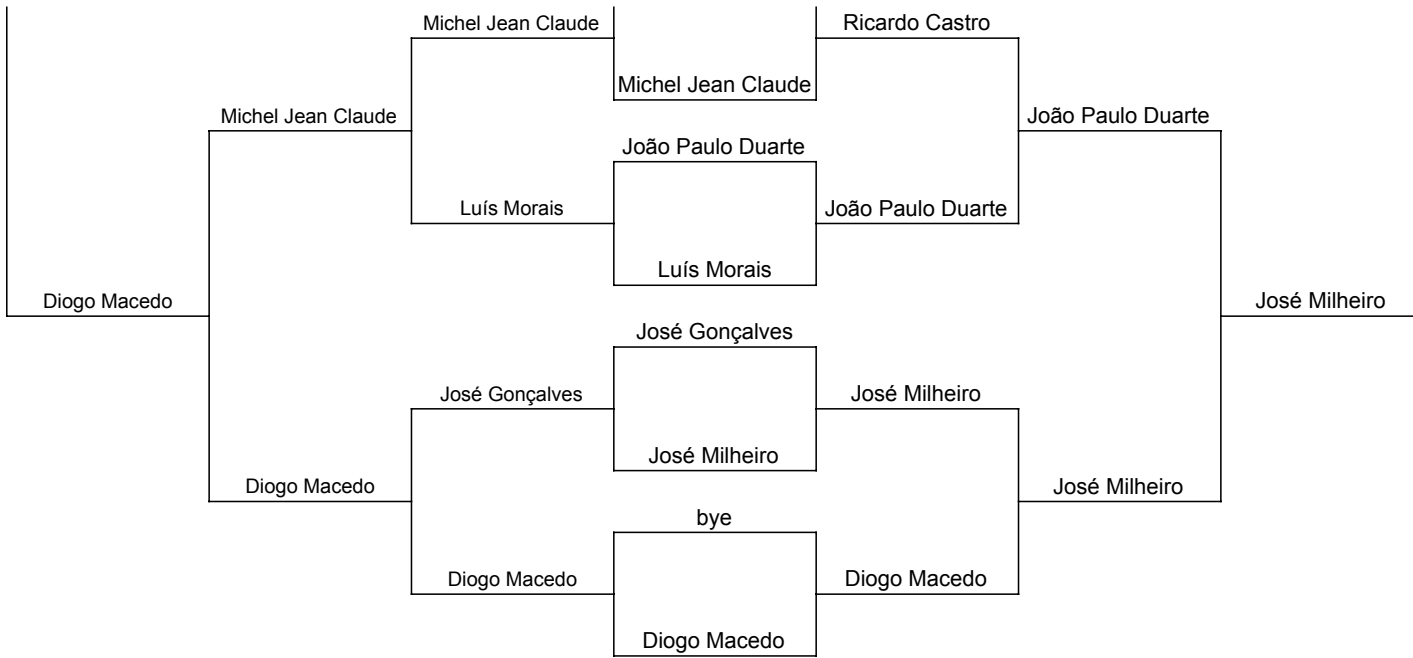 Michel Jean Claude
Ricardo Castro
Michel Jean Claude
Michel Jean Claude
João Paulo Duarte
João Paulo Duarte
Luís Morais
João Paulo Duarte
Luís Morais
Diogo Macedo
José Milheiro
José Gonçalves
José Gonçalves
José Milheiro
José Milheiro
Diogo Macedo
José Milheiro
bye
Diogo Macedo
Diogo Macedo
Diogo Macedo